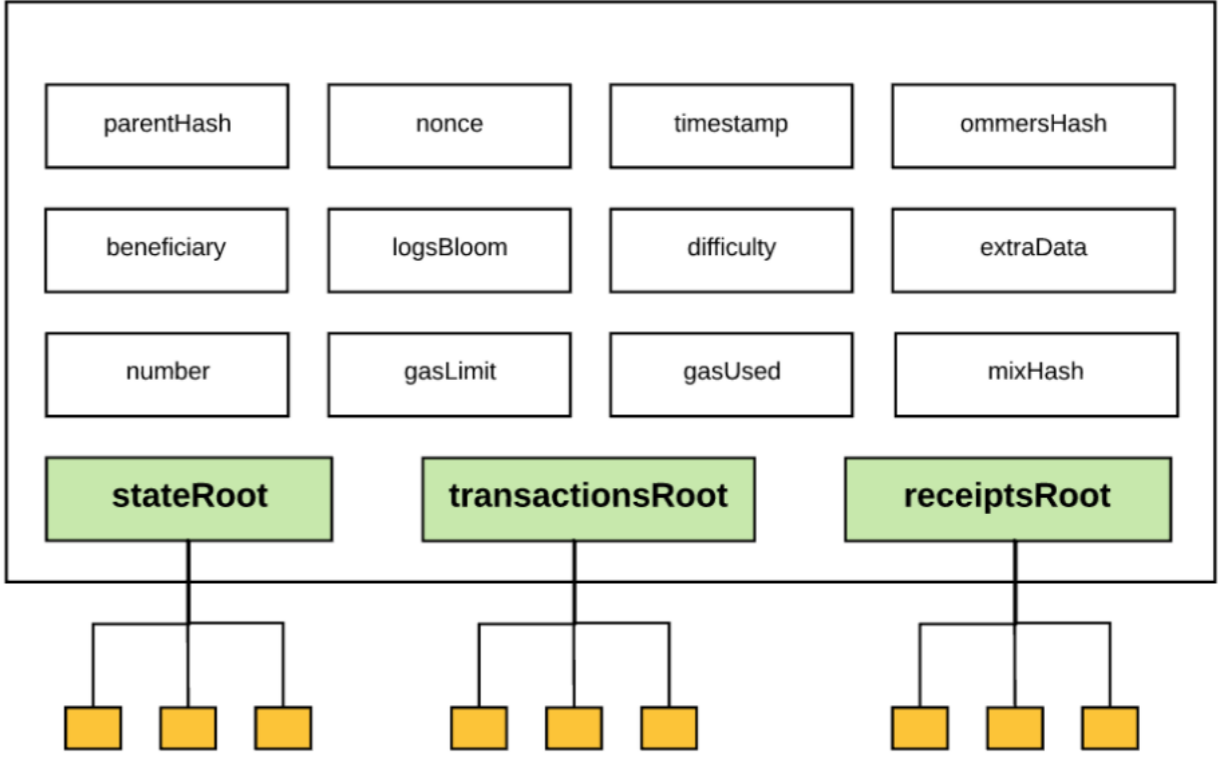 parentHash
nonce
timestamp
ommersHash
beneficiary
logsBloom
difficulty
extraData
number
gasLimit
gasUsed
mixHash
stateRoot
transactionsRoot
receiptsRoot